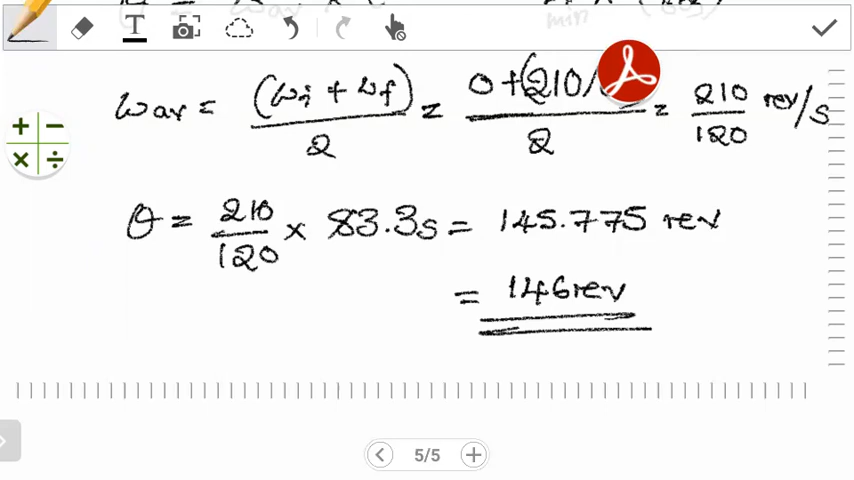 T
ωav = (ωi + ωf)/2 = 0+(210/ /2 = 210/120 rev/s
+ −
× ÷
θ = 210/120 × 83.3s = 145.775 rev
= 146rev
5/5